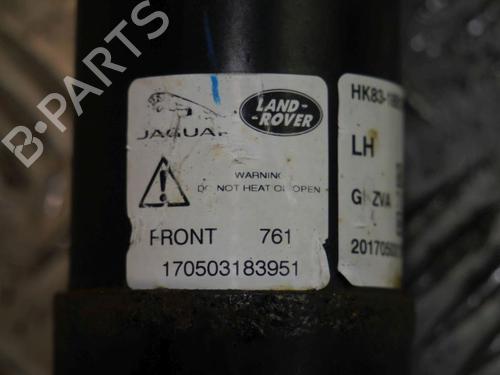 B-PARTS
JAGUAR
LAND-
-ROVER
WARNING
DO NOT HEAT OR OPEN
FRONT 761
170503183951
LH